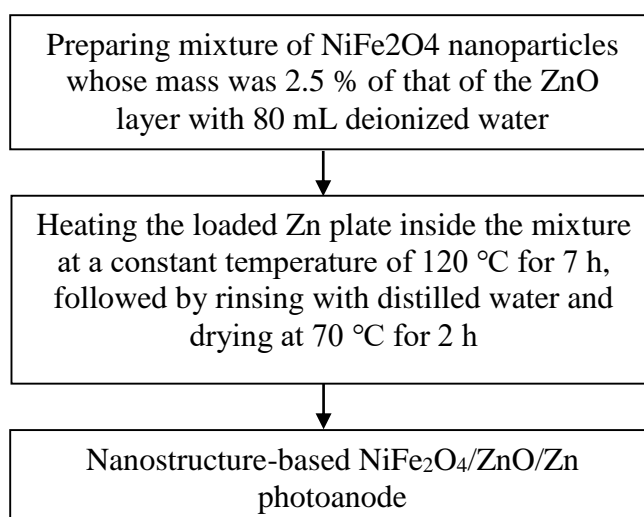 Preparing mixture of NiFe2O4 nanoparticles
whose mass was 2.5 % of that of the ZnO
layer with 80 mL deionized water
Heating the loaded Zn plate inside the mixture
at a constant temperature of 120 °C for 7 h,
followed by rinsing with distilled water and
drying at 70 °C for 2 h
Nanostructure-based NiFe₂O₄/ZnO/Zn
photoanode